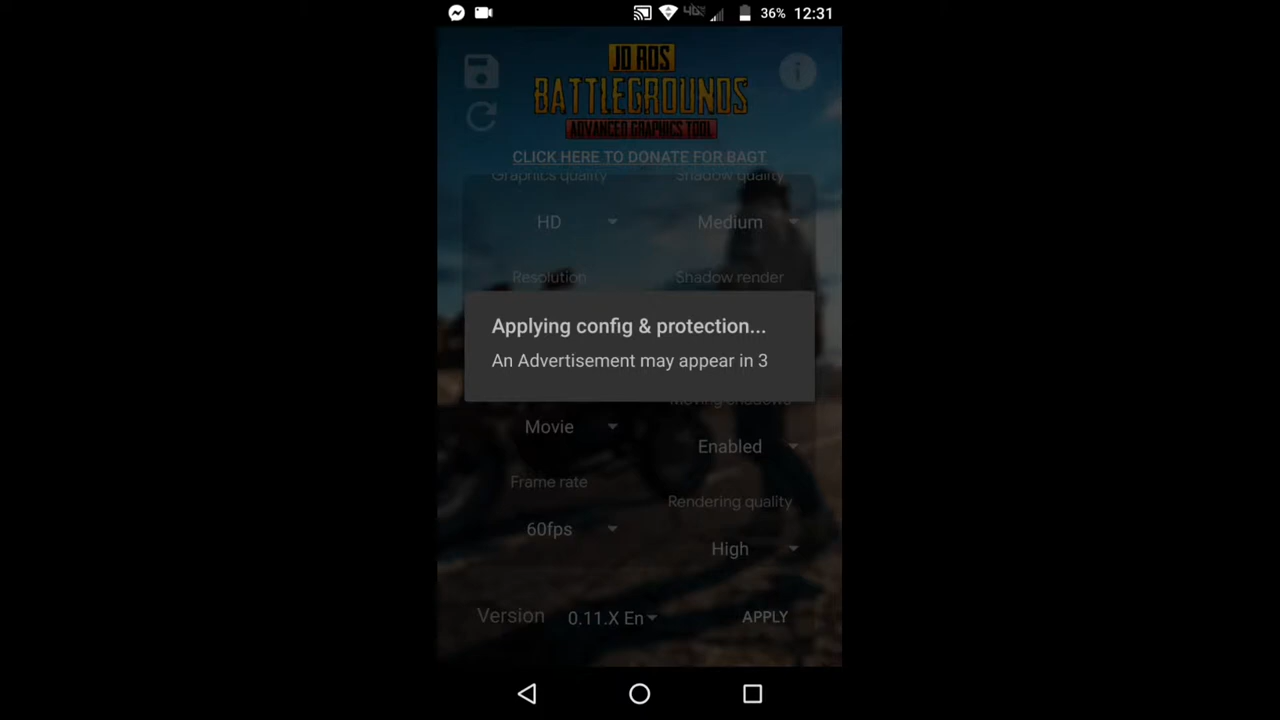 36% 12:31
JO ROS
BATTLEGROUNDS
ADVANCED GRAPHICS TOOL
CLICK HERE TO DONATE FOR BAGT
Graphics quality Shadow quality
HD Medium
Resolution Shadow render
Applying config & protection...
An Advertisement may appear in 3
Moving shadows
Movie
Enabled
Frame rate
Rendering quality
60fps
High
Version 0.11.X En APPLY